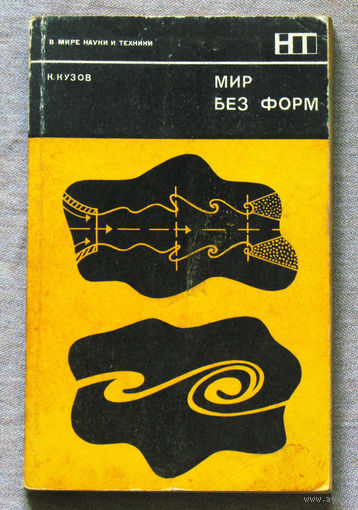 В МИРЕ НАУКИ И ТЕХНИКИ
НТ
К. КУЗОВ
МИР
БЕЗ ФОРМ